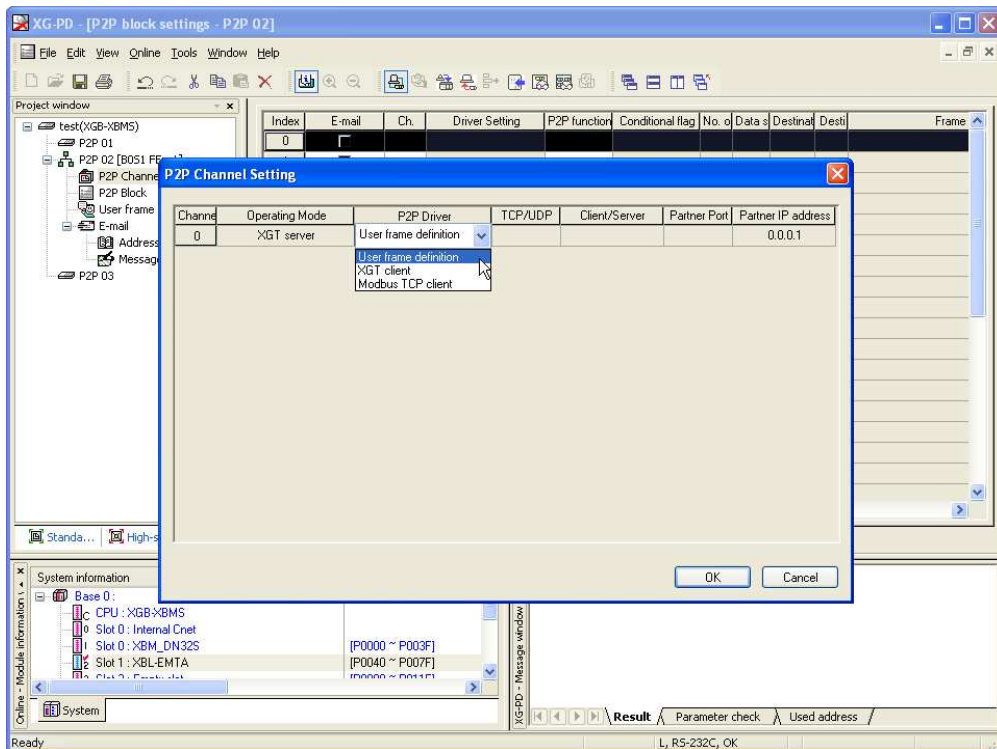 XG-PD - [P2P block settings - P2P 02]
File Edit View Online Tools Window Help
Project window
test(XGB-XBMS)
P2P 01
P2P 02 [B0S1 FE
P2P Channe
P2P Block
User frame
E-mail
Address
Messag
P2P 03
Standa... High-s
Index E-mail Ch. Driver Setting P2P function Conditional flag No. o Data s Destinat Desti Frame
0
P2P Channel Setting
Channe Operating Mode P2P Driver TCP/UDP Client/Server Partner Port Partner IP address
0 XGT server User frame definition 0.0.0.1
User frame definition
XGT client
Modbus TCP client
OK Cancel
Online - Module information
System information
Base 0 :
CPU : XGB-XBMS
Slot 0 : Internal Cnet
Slot 0 : XBM_DN32S [P0000 ~ P003F]
Slot 1 : XBL-EMTA [P0040 ~ P007F]
System
XG-PD - Message window
Result Parameter check Used address
Ready L, RS-232C, OK